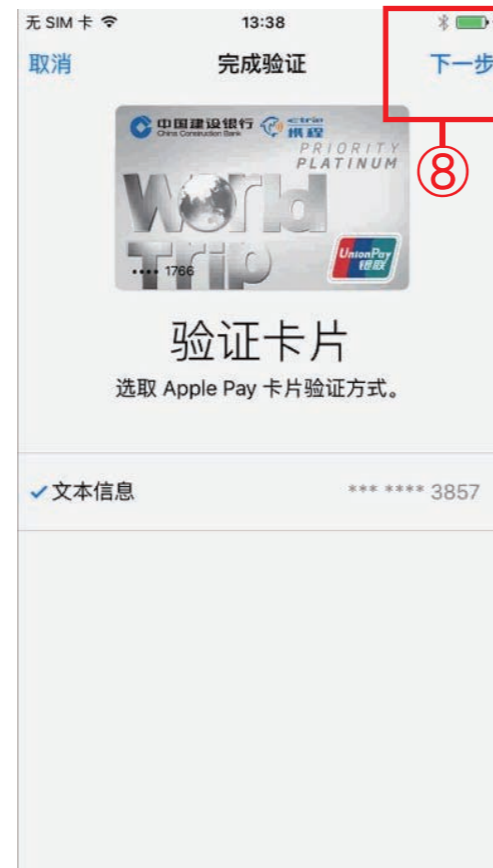 无 SIM 卡 13:38
取消 完成验证 下一步
⑧
中国建设银行 ctrip 携程
China Construction Bank
PRIORITY
PLATINUM
World
Trip
•••• 1766
UnionPay
银联
验证卡片
选取 Apple Pay 卡片验证方式。
✓文本信息 *** **** 3857